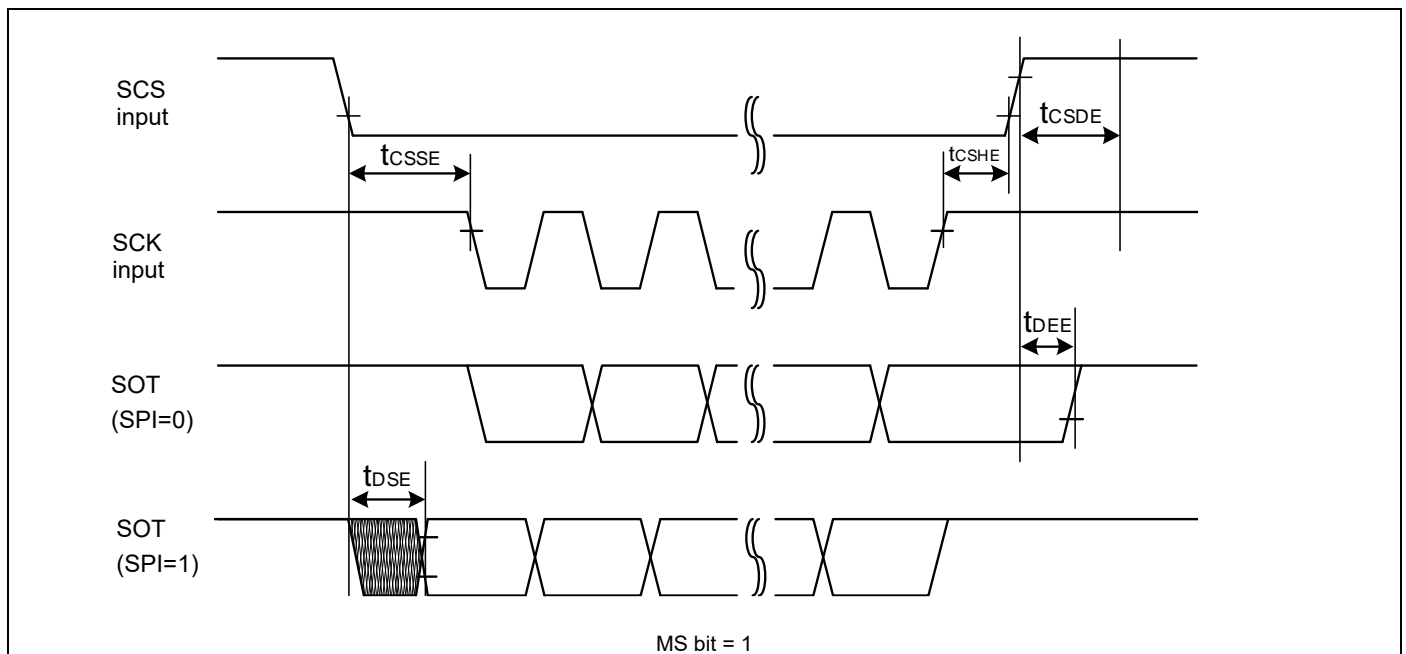 SCS
input
tCSDE
tCSSE
tCSHE
SCK
input
tDEE
SOT
(SPI=0)
tDSE
SOT
(SPI=1)
MS bit = 1